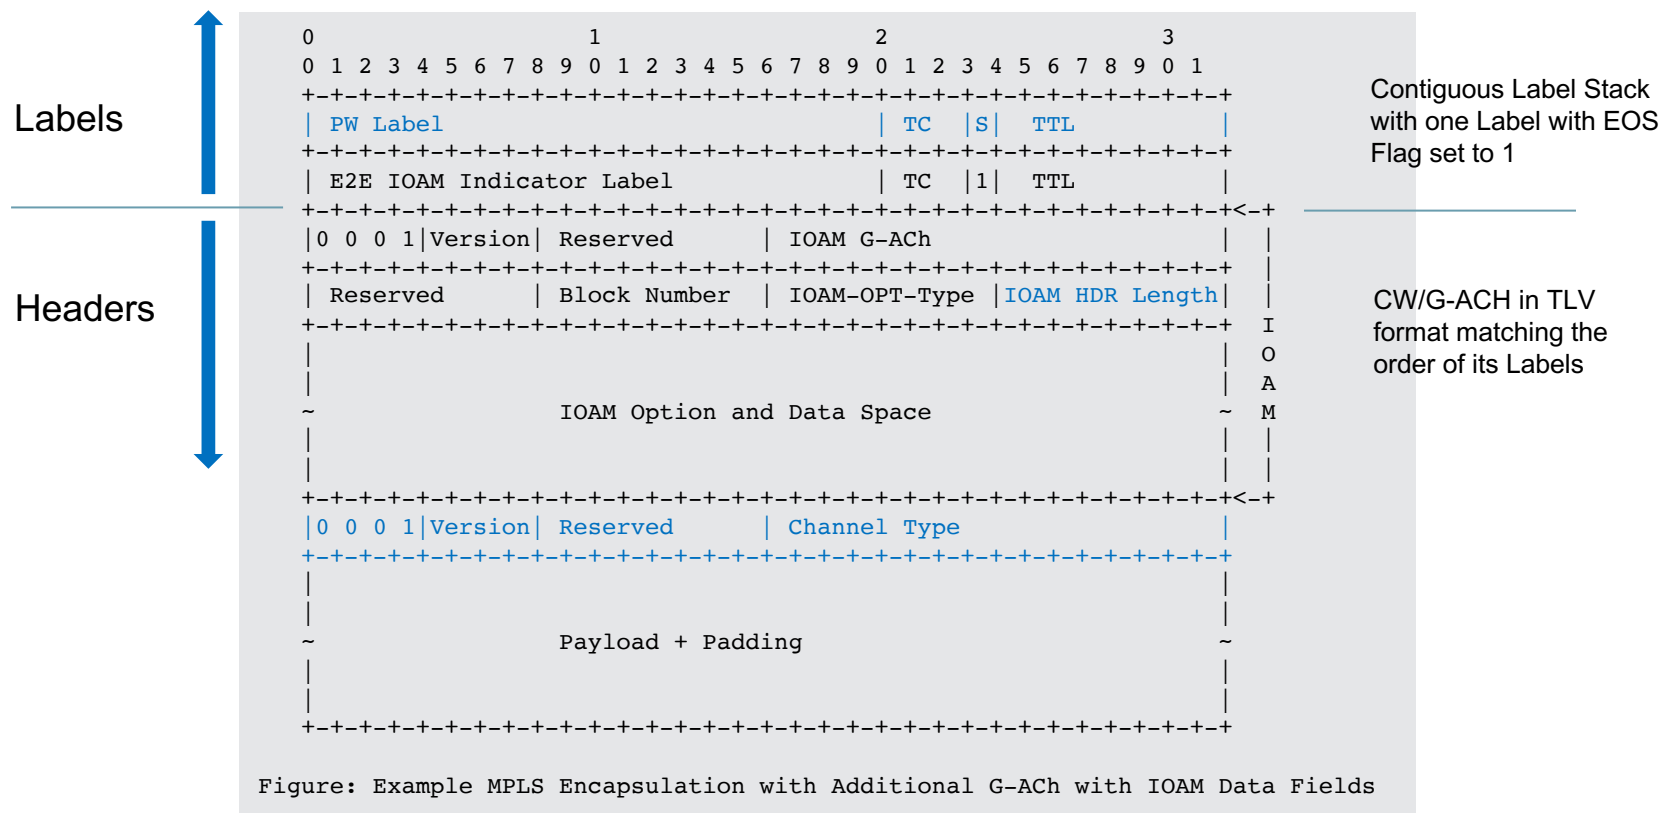 Labels
Headers
 0                   1                   2                   3
 0 1 2 3 4 5 6 7 8 9 0 1 2 3 4 5 6 7 8 9 0 1 2 3 4 5 6 7 8 9 0 1
+-+-+-+-+-+-+-+-+-+-+-+-+-+-+-+-+-+-+-+-+-+-+-+-+-+-+-+-+-+-+-+-+
| PW Label                              | TC  |S|  TTL          |
+-+-+-+-+-+-+-+-+-+-+-+-+-+-+-+-+-+-+-+-+-+-+-+-+-+-+-+-+-+-+-+-+
| E2E IOAM Indicator Label              | TC  |1|  TTL          |
+-+-+-+-+-+-+-+-+-+-+-+-+-+-+-+-+-+-+-+-+-+-+-+-+-+-+-+-+-+-+-+-+<-+
|0 0 0 1|Version| Reserved      | IOAM G-ACh                    |  |
+-+-+-+-+-+-+-+-+-+-+-+-+-+-+-+-+-+-+-+-+-+-+-+-+-+-+-+-+-+-+-+-+  |
| Reserved      | Block Number  | IOAM-OPT-Type |IOAM HDR Length|  |
+-+-+-+-+-+-+-+-+-+-+-+-+-+-+-+-+-+-+-+-+-+-+-+-+-+-+-+-+-+-+-+-+  I
|                                                               |  O
|                                                               |  A
~                 IOAM Option and Data Space                    ~  M
|                                                               |  |
|                                                               |  |
+-+-+-+-+-+-+-+-+-+-+-+-+-+-+-+-+-+-+-+-+-+-+-+-+-+-+-+-+-+-+-+-+<-+
|0 0 0 1|Version| Reserved      | Channel Type                  |
+-+-+-+-+-+-+-+-+-+-+-+-+-+-+-+-+-+-+-+-+-+-+-+-+-+-+-+-+-+-+-+-+
|                                                               |
|                                                               |
~                 Payload + Padding                             ~
|                                                               |
|                                                               |
+-+-+-+-+-+-+-+-+-+-+-+-+-+-+-+-+-+-+-+-+-+-+-+-+-+-+-+-+-+-+-+-+
Figure: Example MPLS Encapsulation with Additional G-ACh with IOAM Data Fields
Contiguous Label Stack
with one Label with EOS
Flag set to 1
CW/G-ACH in TLV
format matching the
order of its Labels